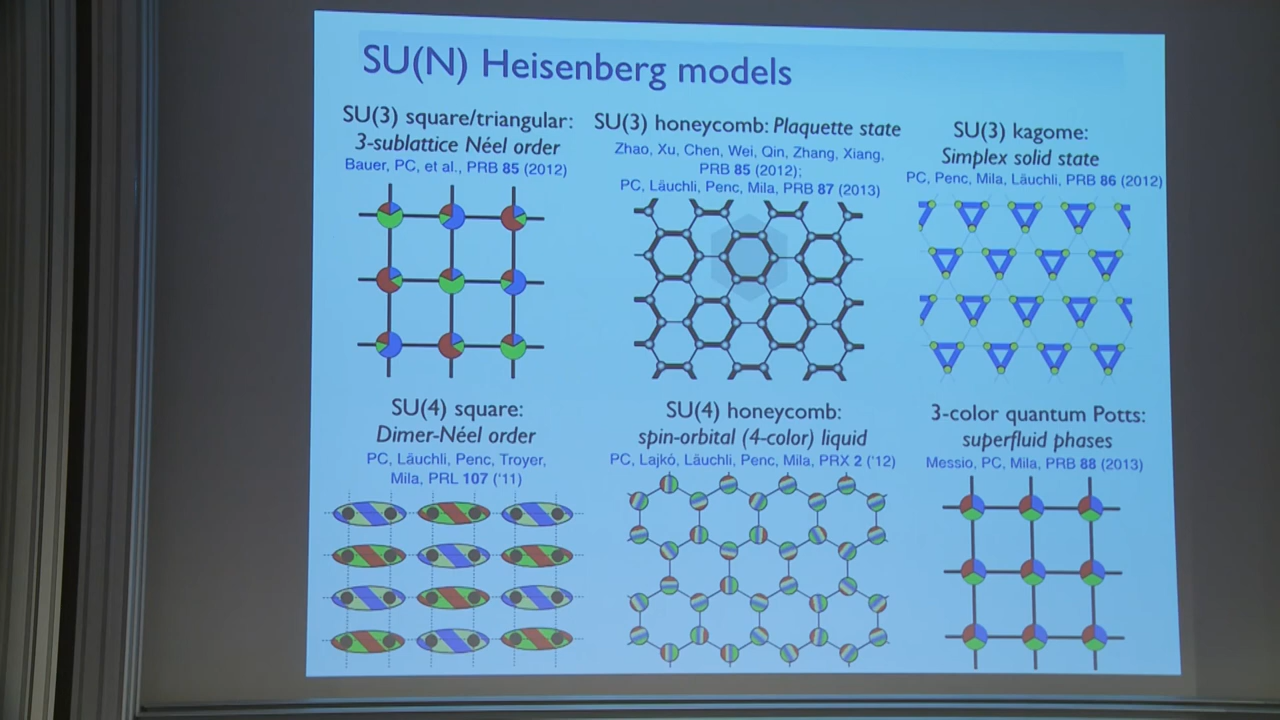 SU(N) Heisenberg models
SU(3) square/triangular:
3-sublattice Néel order
Bauer, PC, et al., PRB 85 (2012)
SU(3) honeycomb: Plaquette state
Zhao, Xu, Chen, Wei, Qin, Zhang, Xiang,
PRB 85 (2012);
PC, Läuchli, Penc, Mila, PRB 87 (2013)
SU(3) kagome:
Simplex solid state
PC, Penc, Mila, Läuchli, PRB 86 (2012)
SU(4) square:
Dimer-Néel order
PC, Läuchli, Penc, Troyer,
Mila, PRL 107 ('11)
SU(4) honeycomb:
spin-orbital (4-color) liquid
PC, Lajkó, Läuchli, Penc, Mila, PRX 2 ('12)
3-color quantum Potts:
superfluid phases
Messio, PC, Mila, PRB 88 (2013)